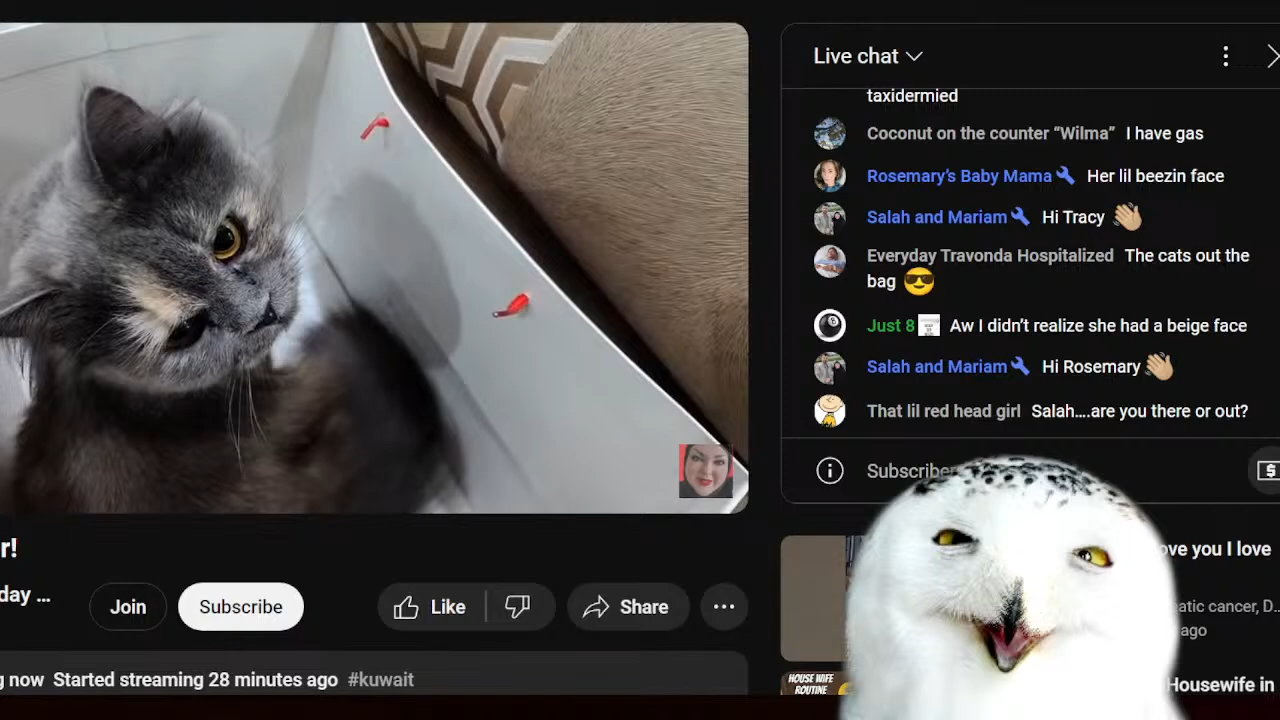 Live chat
taxidermied
Coconut on the counter “Wilma” I have gas
Rosemary's Baby Mama Her lil beezin face
Salah and Mariam Hi Tracy
Everyday Travonda Hospitalized The cats out the
bag
Just 8 Aw I didn't realize she had a beige face
Salah and Mariam Hi Rosemary
That lil red head girl Salah....are you there or out?
Subscribe
r!
day ...
Join
Subscribe
Like
Share
g now Started streaming 28 minutes ago #kuwait
ove you I love
atic cancer, D..
ago
HOUSE WIFE
ROUTINE
Housewife in